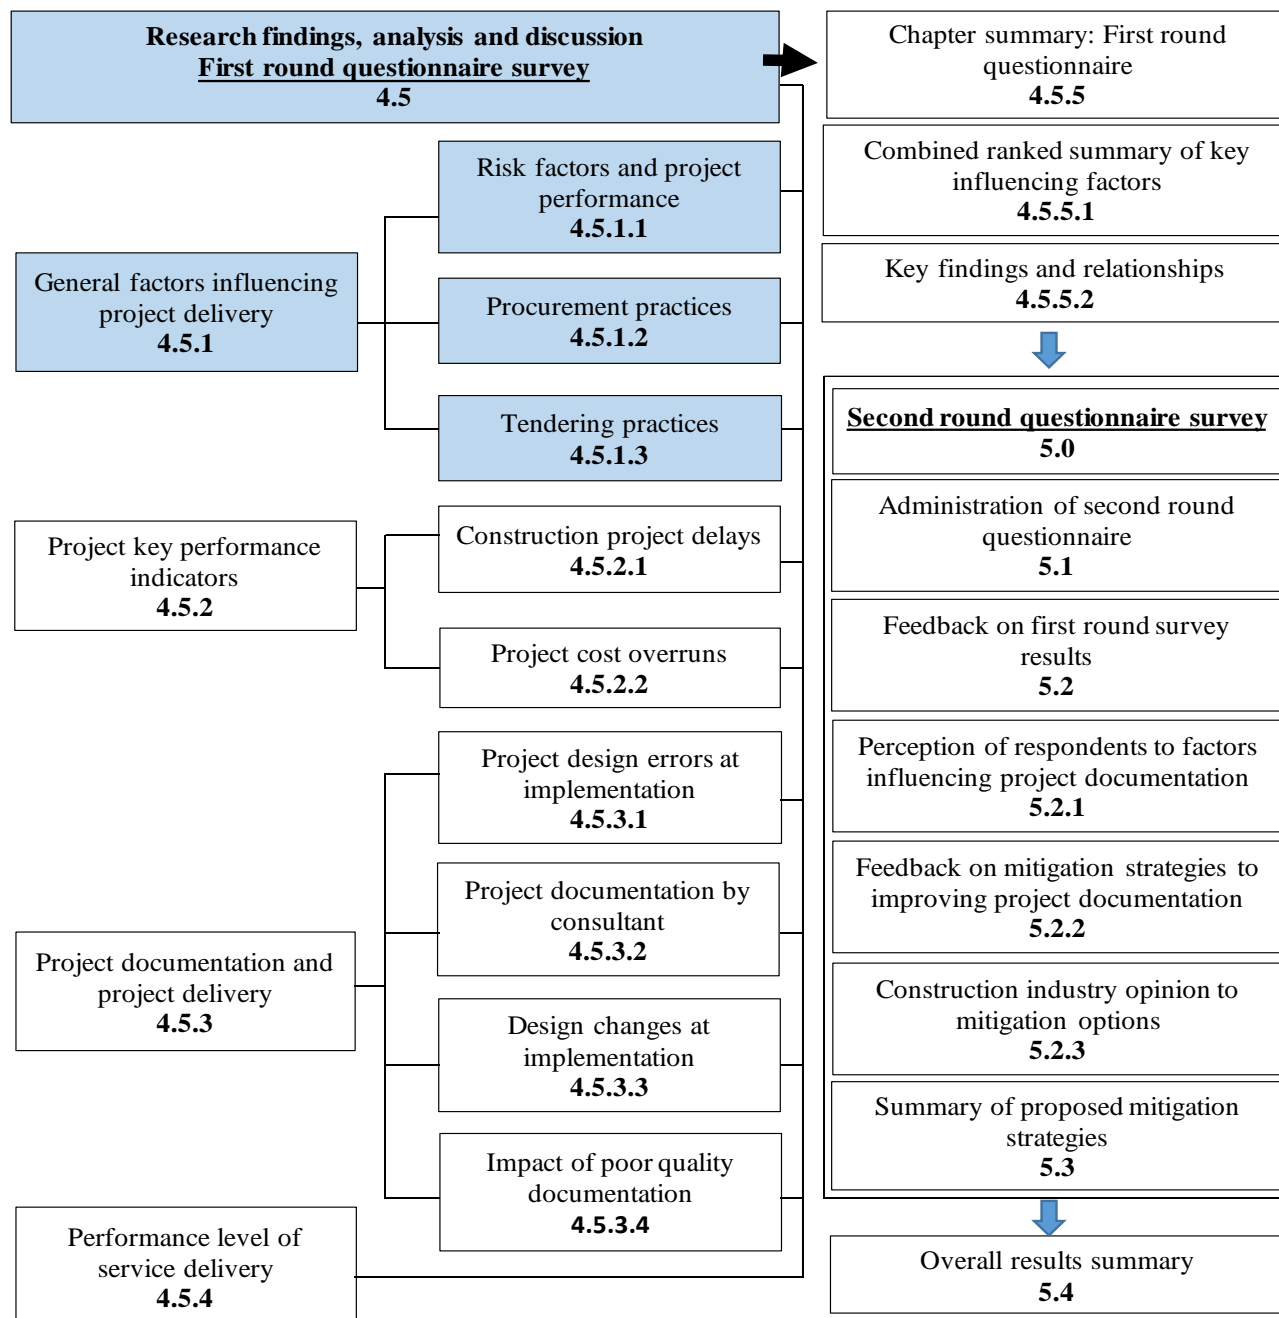 Research findings, analysis and discussion
First round questionnaire survey
4.5
Risk factors and project
performance
4.5.1.1
General factors influencing
project delivery
4.5.1
Procurement practices
4.5.1.2
Tendering practices
4.5.1.3
Project key performance
indicators
4.5.2
Construction project delays
4.5.2.1
Project cost overruns
4.5.2.2
Project design errors at
implementation
4.5.3.1
Project documentation by
consultant
4.5.3.2
Project documentation and
project delivery
4.5.3
Design changes at
implementation
4.5.3.3
Impact of poor quality
documentation
4.5.3.4
Performance level of
service delivery
4.5.4
Chapter summary: First round
questionnaire
4.5.5
Combined ranked summary of key
influencing factors
4.5.5.1
Key findings and relationships
4.5.5.2
Second round questionnaire survey
5.0
Administration of second round
questionnaire
5.1
Feedback on first round survey
results
5.2
Perception of respondents to factors
influencing project documentation
5.2.1
Feedback on mitigation strategies to
improving project documentation
5.2.2
Construction industry opinion to
mitigation options
5.2.3
Summary of proposed mitigation
strategies
5.3
Overall results summary
5.4